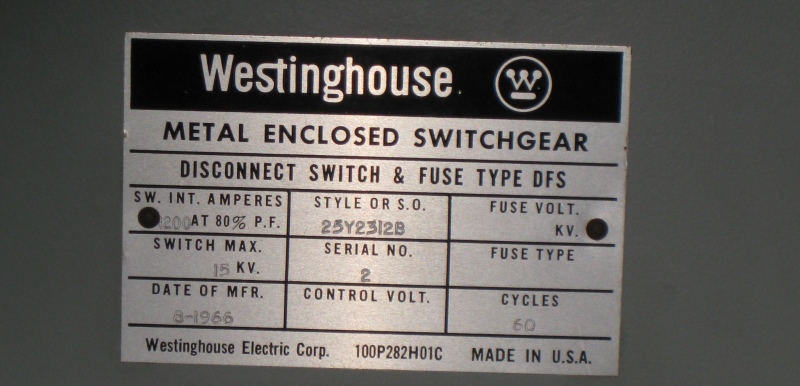 Westinghouse W
METAL ENCLOSED SWITCHGEAR
DISCONNECT SWITCH & FUSE TYPE DFS
SW. INT. AMPERES
AT 80% P.F.
STYLE OR S.O.
25Y2312B
FUSE VOLT.
KV.
SWITCH MAX.
15 KV.
SERIAL NO.
2
FUSE TYPE
DATE OF MFR.
8-1966
CONTROL VOLT.
CYCLES
60
Westinghouse Electric Corp. 100P282H01C MADE IN U.S.A.